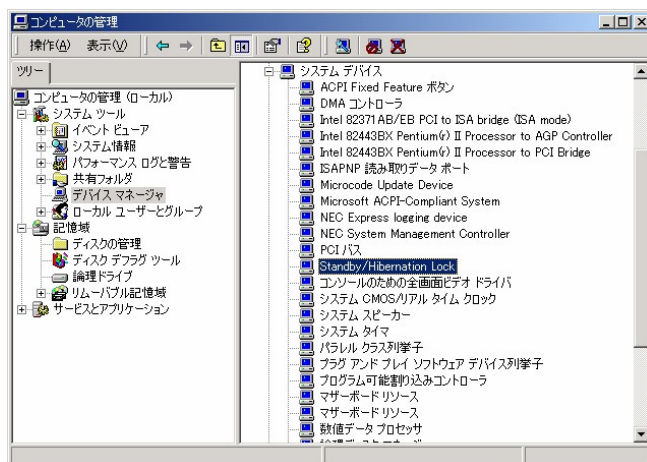 コンピュータの管理
操作(A) 表示(V)
ツリー
コンピュータの管理 (ローカル)
システム ツール
イベント ビューア
システム情報
パフォーマンス ログと警告
共有フォルダ
デバイス マネージャ
ローカル ユーザーとグループ
記憶域
ディスクの管理
ディスク デフラグ ツール
論理ドライブ
リムーバブル記憶域
サービスとアプリケーション
システム デバイス
ACPI Fixed Feature ボタン
DMA コントローラ
Intel 82371AB/EB PCI to ISA bridge (ISA mode)
Intel 82443BX Pentium(r) II Processor to AGP Controller
Intel 82443BX Pentium(r) II Processor to PCI Bridge
ISAPNP 読み取りデータ ポート
Microcode Update Device
Microsoft ACPI-Compliant System
NEC Express logging device
NEC System Management Controller
PCI バス
Standby/Hibernation Lock
コンソールのための全画面ビデオ ドライバ
システム CMOS/リアル タイム クロック
システム スピーカー
システム タイマ
パラレル クラス列挙子
プラグ アンド プレイ ソフトウェア デバイス列挙子
プログラム可能割り込みコントローラ
マザーボード リソース
マザーボード リソース
数値データ プロセッサ